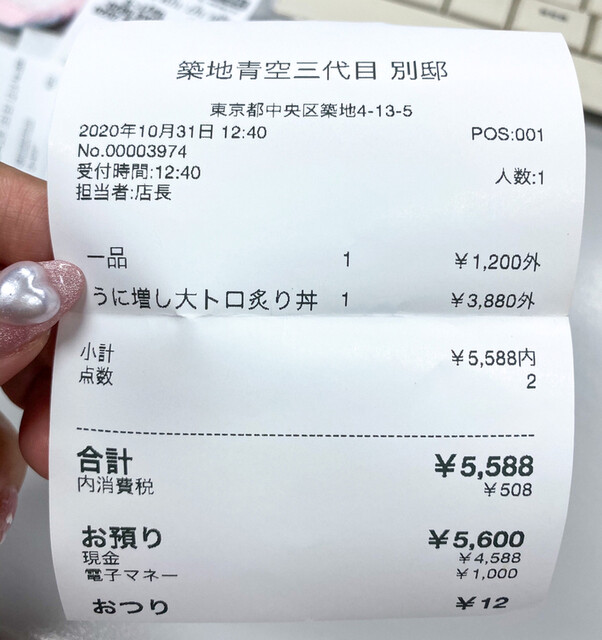 築地青空三代目 別邸
東京都中央区築地4-13-5
2020年10月31日 12:40 POS:001
No.00003974
受付時間:12:40 人数:1
担当者:店長
一品 1 ¥1,200外
うに増し大トロ炙り丼 1 ¥3,880外
小計 ¥5,588内
点数 2
合計 ¥5,588
内消費税 ¥508
お預り ¥5,600
現金 ¥4,588
電子マネー ¥1,000
おつり ¥12